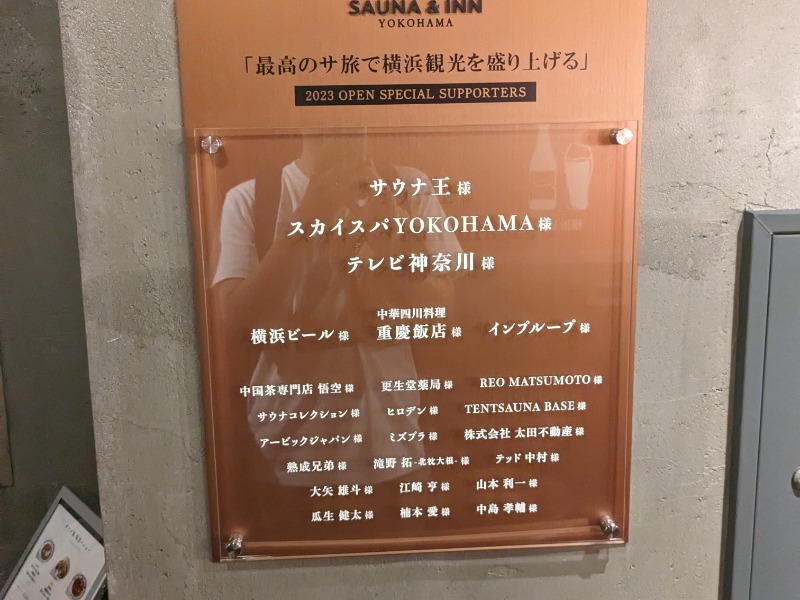 SAUNA & INN
YOKOHAMA
「最高のサ旅で横浜観光を盛り上げる」
2023 OPEN SPECIAL SUPPORTERS
サウナ王 様
スカイスパYOKOHAMA 様
テレビ神奈川 様
中華四川料理
横浜ビール 様 重慶飯店 様 インプループ 様
中国茶専門店 悟空 様 更生堂薬局 様 REO MATSUMOTO 様
サウナコレクション 様 ヒロデン 様 TENTSAUNA BASE 様
アービックジャパン 様 ミズプラ 様 株式会社 太田不動産 様
熟成兄弟 様 滝野 拓 -北枕大根- 様 テッド 中村 様
大矢 雄斗 様 江崎 亨 様 山本 利一 様
瓜生 健太 様 楠本 愛 様 中島 孝輔 様